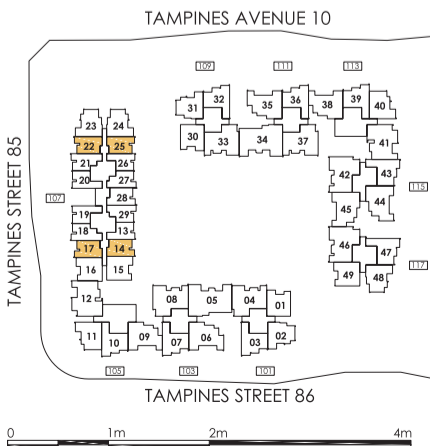 TAMPINES AVENUE 10
109 111 113
32 36 39
31 35 38 40
23 24
30 33 34 37 41
22 25
21 26
20 27
28
42 43
115
107
TAMPINES STREET 85
19 29
18 13
45 44
17 14
46 47
16 15
49 48
117
12
08 05 04 01
11 10 09 07 06 03 02
105 103 101
TAMPINES STREET 86
0 1m 2m 4m